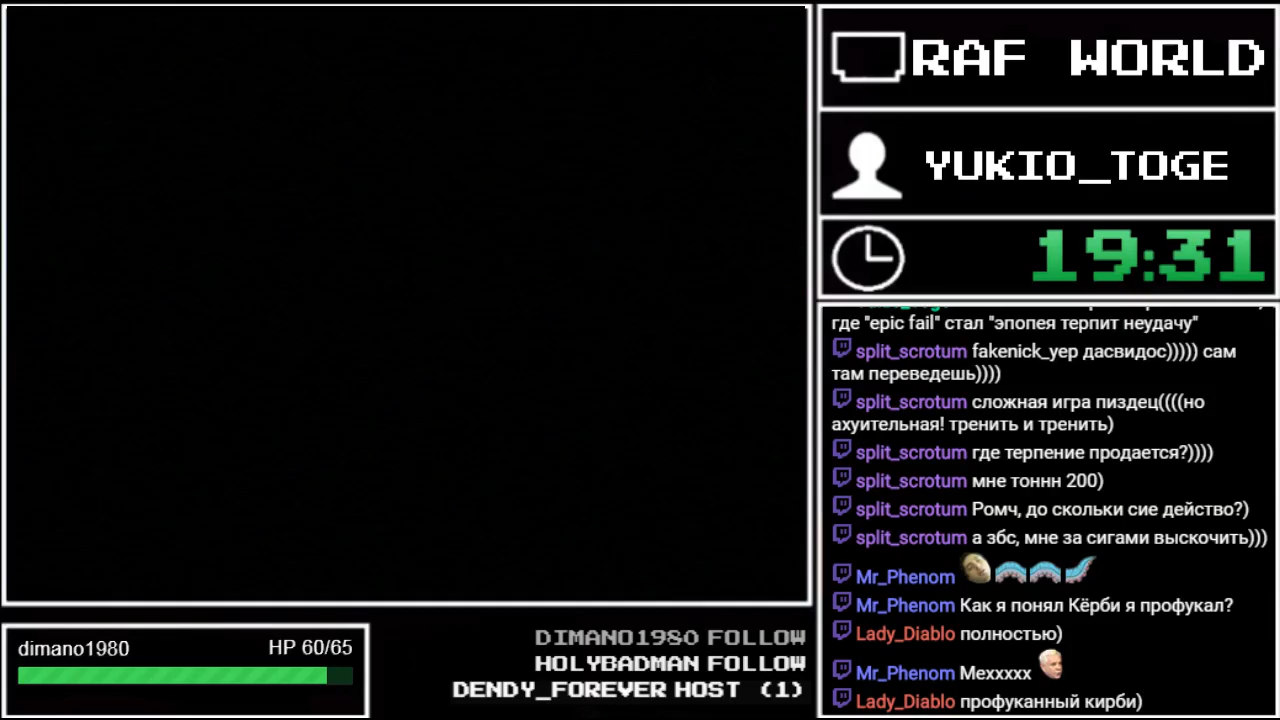 RAF WORLD
YUKIO_TOGE
19:31
где "epic fail" стал "эпопея терпит неудачу"
split_scrotum fakenick_yep дасвидос))))) сам
там переведешь))))
split_scrotum сложная игра пиздец((((но
ахуительная! тренить и тренить)
split_scrotum где терпение продается?))))
split_scrotum мне тоннн 200)
split_scrotum Ромч, до скольки сие действо?)
split_scrotum а збс, мне за сигами выскочить)))
Mr_Phenom
Mr_Phenom Как я понял Кёрби я профукал?
Lady_Diablo полностью)
Mr_Phenom Мехxxxx
Lady_Diablo профуканный кирби)
dimano1980 HP 60/65
DIMANO1980 FOLLOW
HOLYBADMAN FOLLOW
DENDY_FOREVER HOST (1)